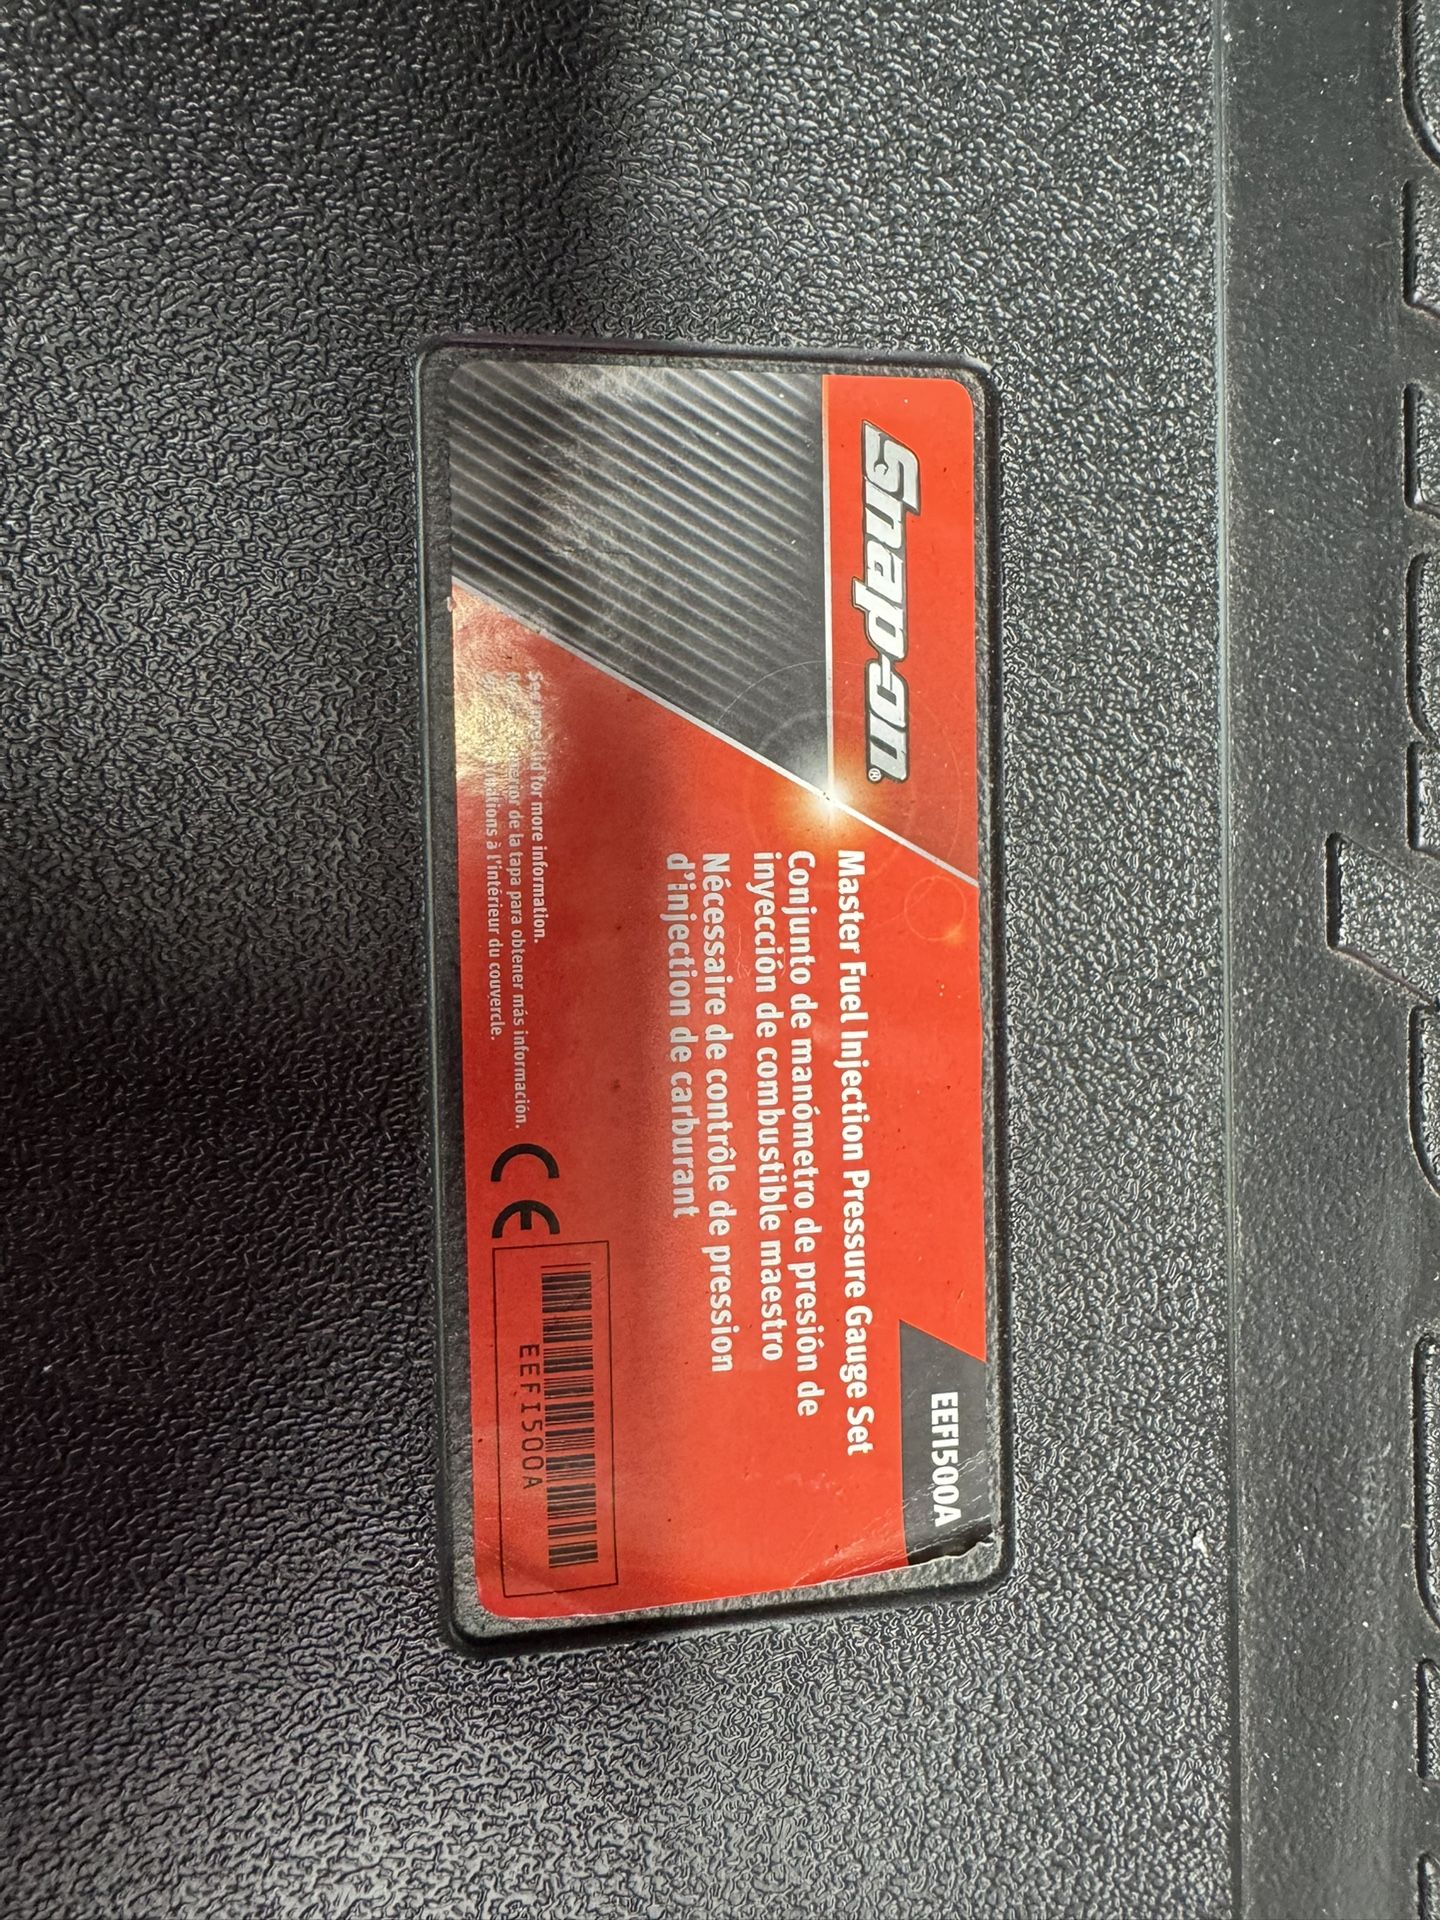 Snap-on®
EEFI500A
Master Fuel Injection Pressure Gauge Set
Conjunto de manómetro de presión de
inyección de combustible maestro
Nécessaire de contrôle de pression
d'injection de carburant
See lid for more information.
de la tapa para obtener más información.
à l'intérieur du couvercle.
CE
EEFI500A